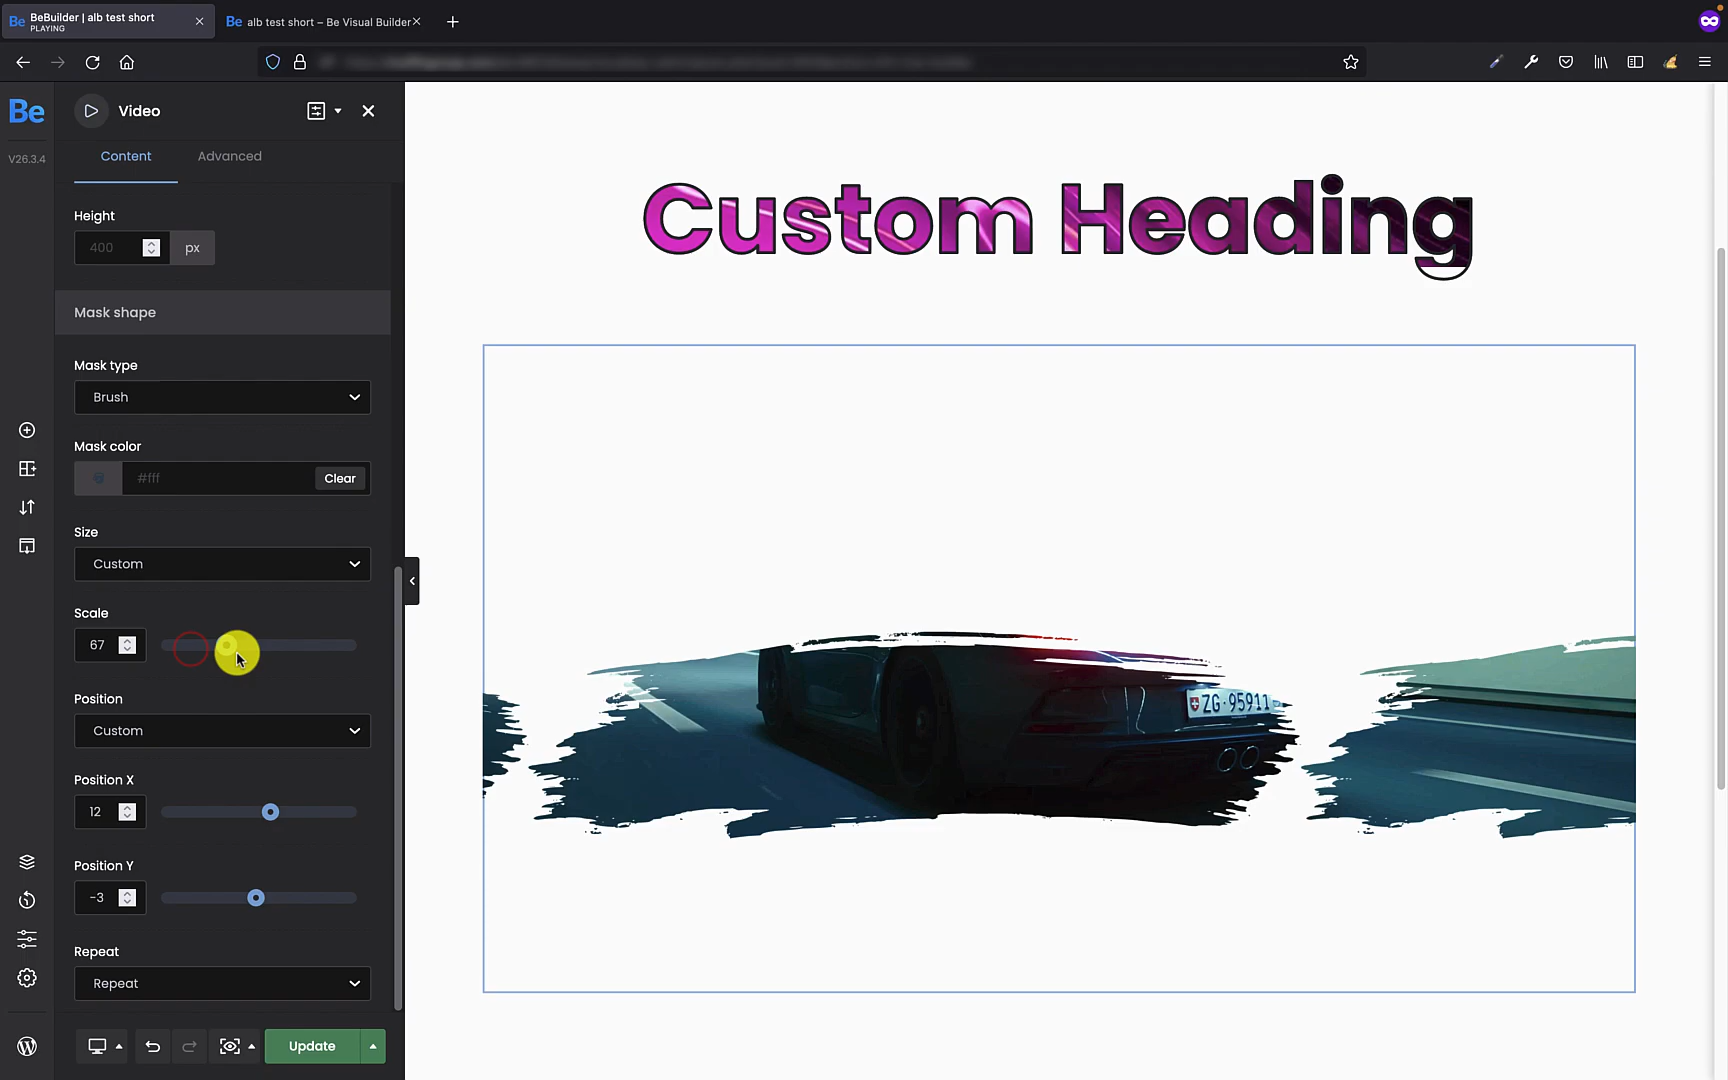 Be BeBuilder | alb test short
PLAYING
Be alb test short – Be Visual Builder
Be
V26.3.4
Video
Content
Advanced
Height
400
px
Mask shape
Mask type
Brush
Mask color
#fff
Clear
Size
Custom
Scale
67
Position
Custom
Position X
12
Position Y
-3
Repeat
Repeat
Update
Custom Heading
ZG·95911